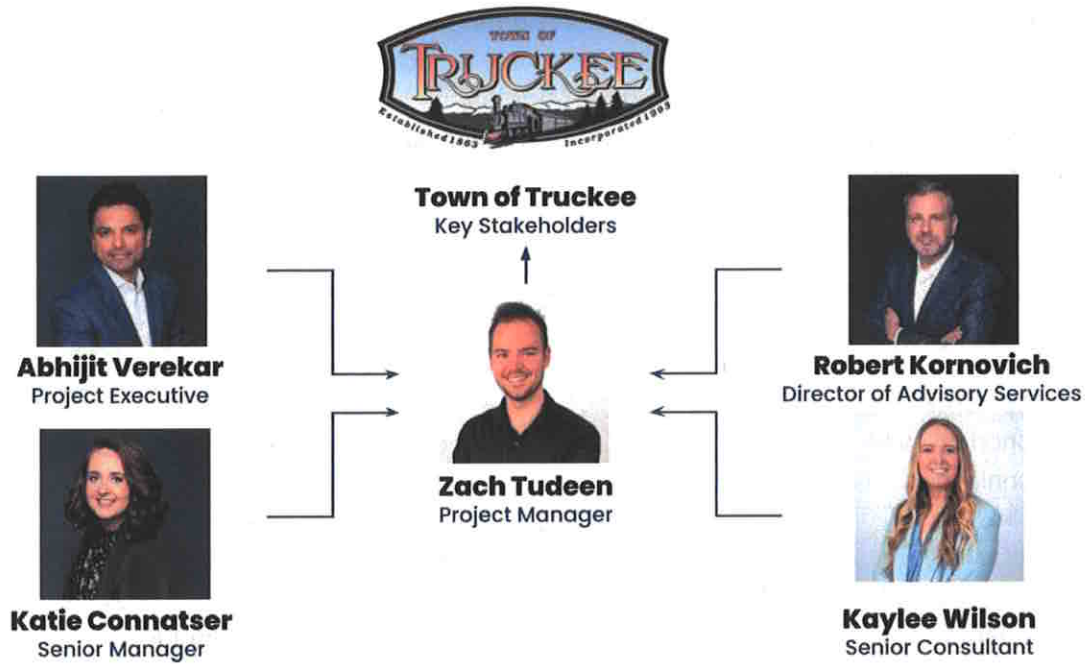 TOWN OF
TRUCKEE
Established 1863
Incorporated 1993
Town of Truckee
Key Stakeholders
Abhijit Verekar
Project Executive
Robert Kornovich
Director of Advisory Services
Zach Tudeen
Project Manager
Katie Connatser
Senior Manager
Kaylee Wilson
Senior Consultant